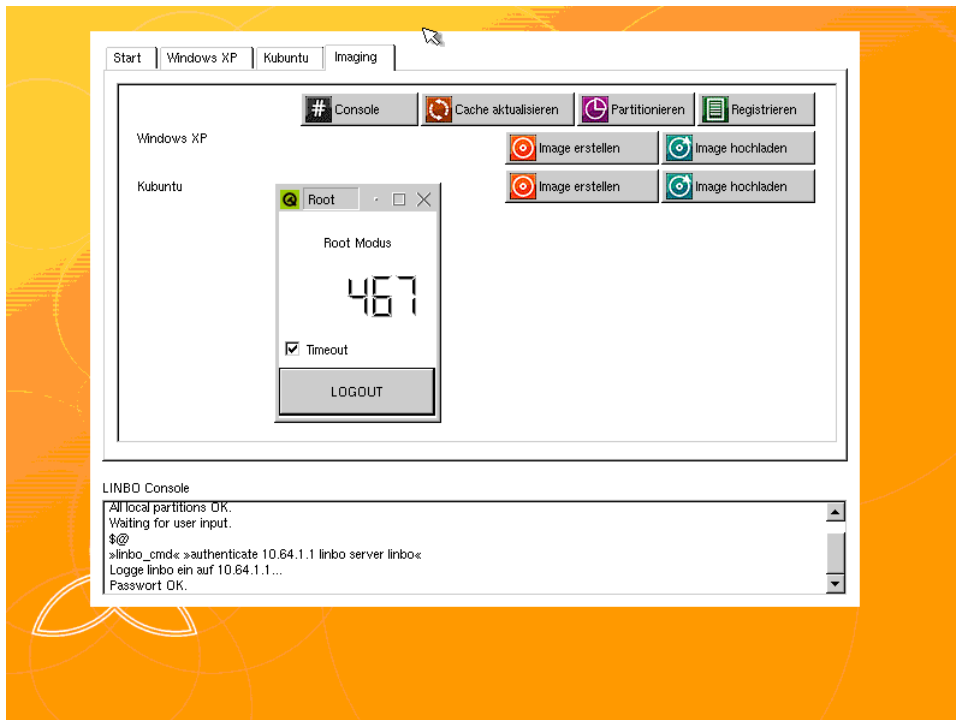 Start Windows XP Kubuntu Imaging
# Console Cache aktualisieren Partitionieren Registrieren
Windows XP Image erstellen Image hochladen
Kubuntu Image erstellen Image hochladen
Root
Root Modus
467
Timeout
LOGOUT
LINBO Console
All local partitions OK.
Waiting for user input.
$@
»linbo_cmd« »authenticate 10.64.1.1 linbo server linbo«
Logge linbo ein auf 10.64.1.1...
Passwort OK.